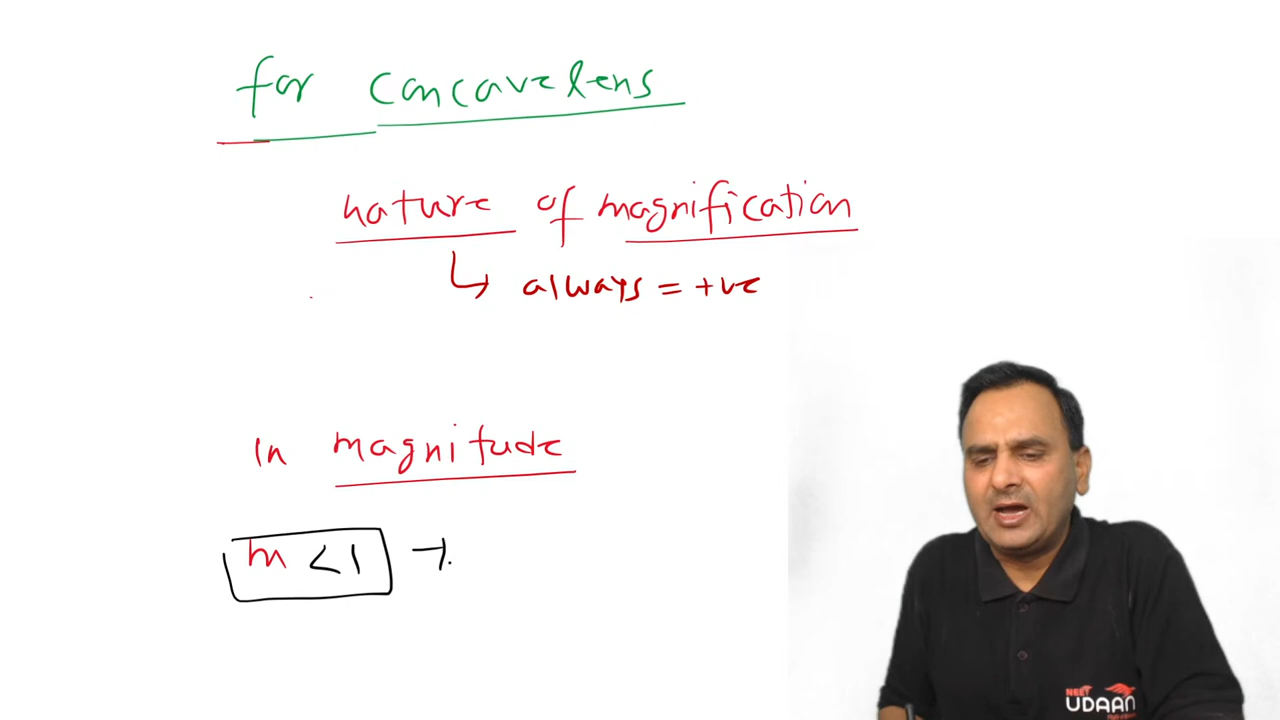 for concave lens
nature of magnification
↳ always = +ve
In magnitude
m < 1
NEET
UDAAN